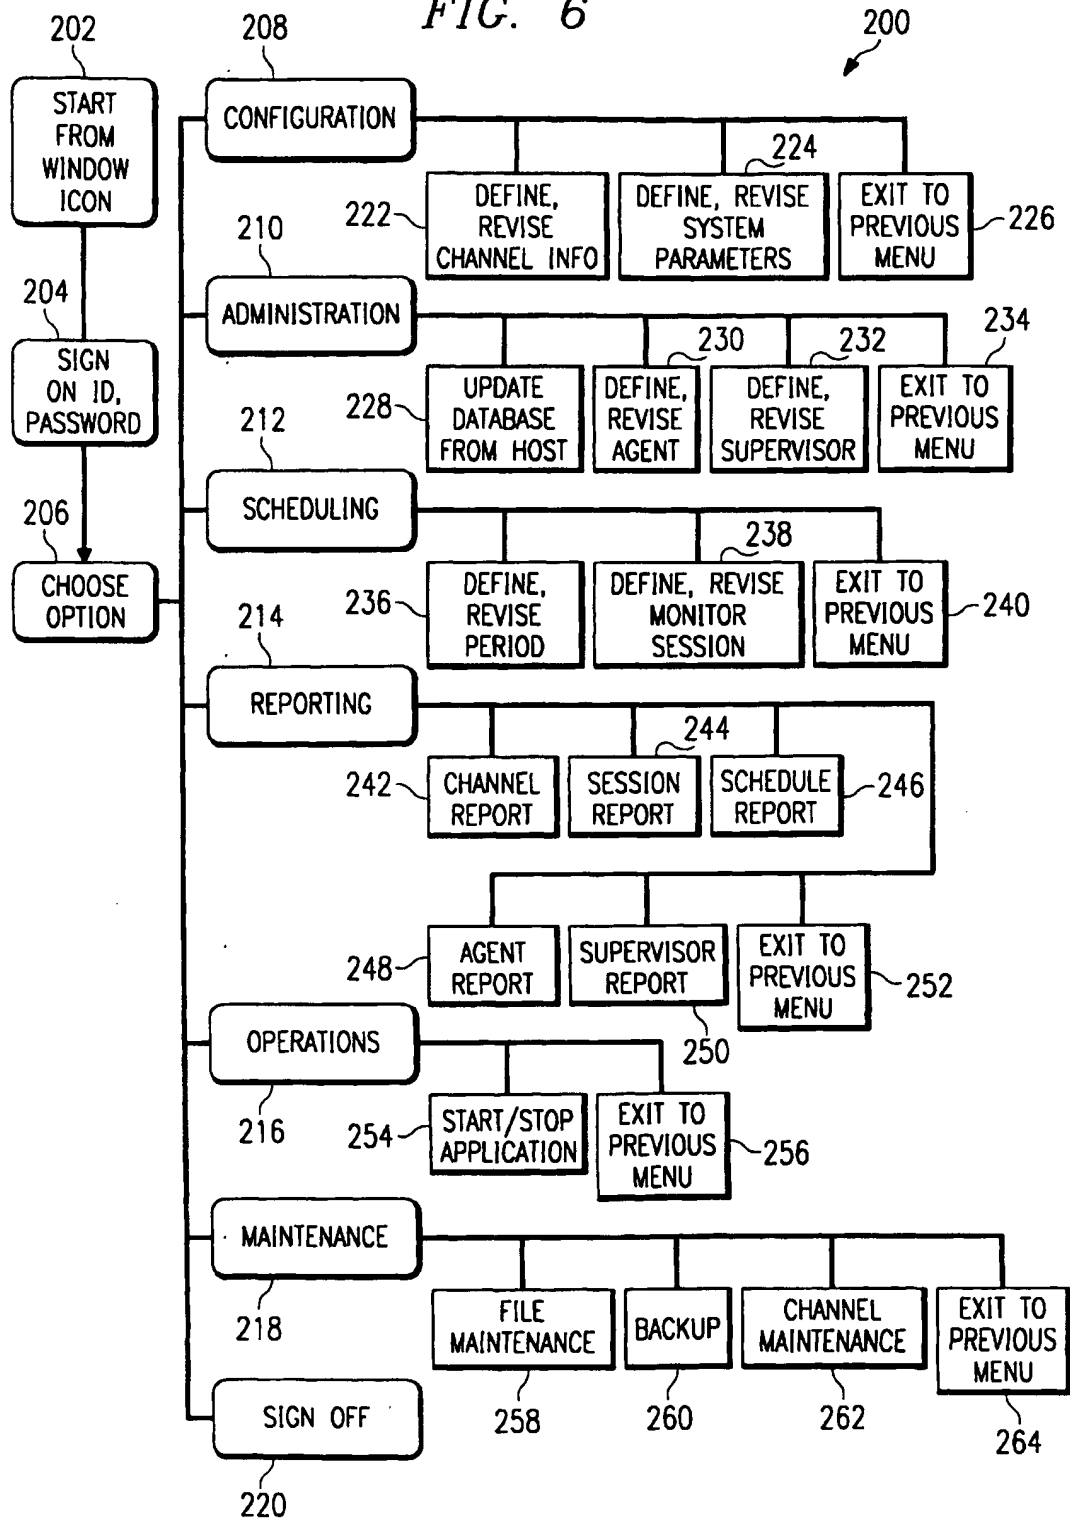 FIG. 6
200
202
START
FROM
WINDOW
ICON
204
SIGN
ON ID,
PASSWORD
206
CHOOSE
OPTION
208
CONFIGURATION
222
DEFINE,
REVISE
CHANNEL INFO
224
DEFINE, REVISE
SYSTEM
PARAMETERS
EXIT TO
PREVIOUS
MENU
226
210
ADMINISTRATION
228
UPDATE
DATABASE
FROM HOST
230
DEFINE,
REVISE
AGENT
232
DEFINE,
REVISE
SUPERVISOR
234
EXIT TO
PREVIOUS
MENU
212
SCHEDULING
236
DEFINE,
REVISE
PERIOD
238
DEFINE, REVISE
MONITOR
SESSION
EXIT TO
PREVIOUS
MENU
240
214
REPORTING
242
CHANNEL
REPORT
244
SESSION
REPORT
SCHEDULE
REPORT
246
248
AGENT
REPORT
SUPERVISOR
REPORT
250
EXIT TO
PREVIOUS
MENU
252
OPERATIONS
216
254
START/STOP
APPLICATION
EXIT TO
PREVIOUS
MENU
256
MAINTENANCE
218
FILE
MAINTENANCE
258
BACKUP
260
CHANNEL
MAINTENANCE
262
EXIT TO
PREVIOUS
MENU
264
SIGN OFF
220